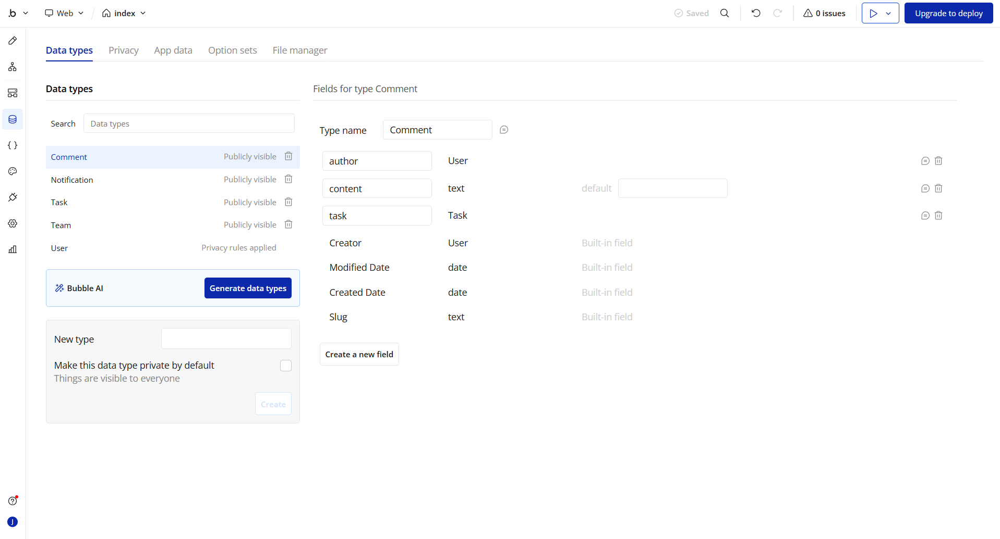 .b
Web
index
Saved
0 issues
Upgrade to deploy
Data types
Privacy
App data
Option sets
File manager
Data types
Search
Data types
Comment
Publicly visible
Notification
Publicly visible
Task
Publicly visible
Team
Publicly visible
User
Privacy rules applied
Bubble AI
Generate data types
New type
Make this data type private by default
Things are visible to everyone
Create
Fields for type Comment
Type name
Comment
author
User
content
text
default
task
Task
Creator
User
Built-in field
Modified Date
date
Built-in field
Created Date
date
Built-in field
Slug
text
Built-in field
Create a new field
J